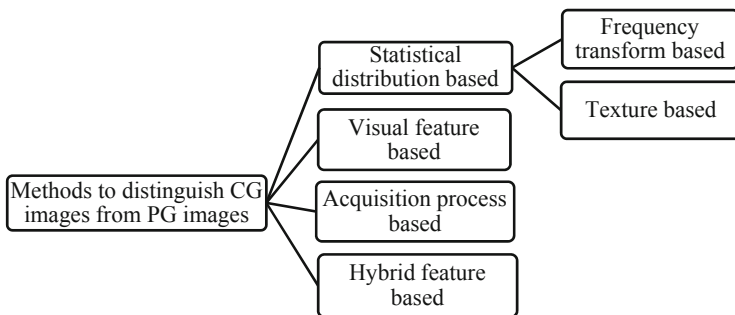 Methods to distinguish CG
images from PG images
Statistical
distribution based
Frequency
transform based
Texture based
Visual feature
based
Acquisition process
based
Hybrid feature
based